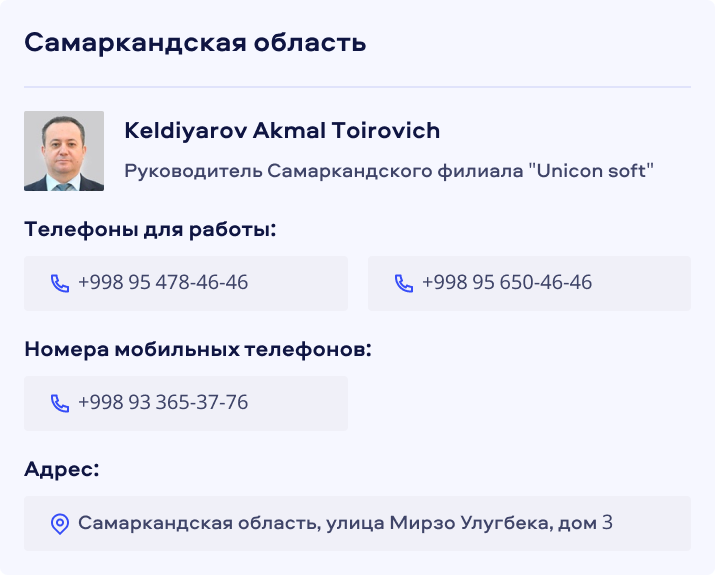 Самаркандская область
Keldiyarov Akmal Toirovich
Руководитель Самаркандского филиала "Unicon soft"
Телефоны для работы:
+998 95 478-46-46
+998 95 650-46-46
Номера мобильных телефонов:
+998 93 365-37-76
Адрес:
Самаркандская область, улица Мирзо Улугбека, дом 3